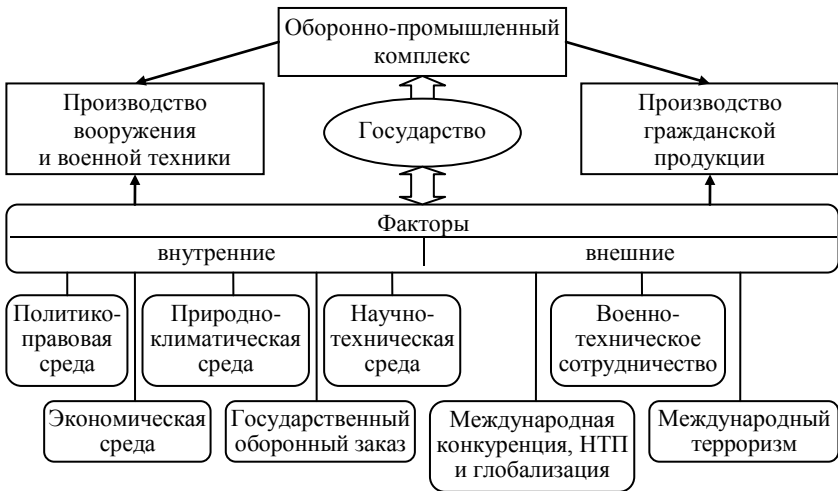 Оборонно-промышленный
комплекс
Производство
вооружения
и военной техники
Государство
Производство
гражданской
продукции
Факторы
внутренние
внешние
Политико-
правовая
среда
Природно-
климатическая
среда
Научно-
техническая
среда
Военно-
техническое
сотрудничество
Экономическая
среда
Государственный
оборонный заказ
Международная
конкуренция, НТП
и глобализация
Международный
терроризм